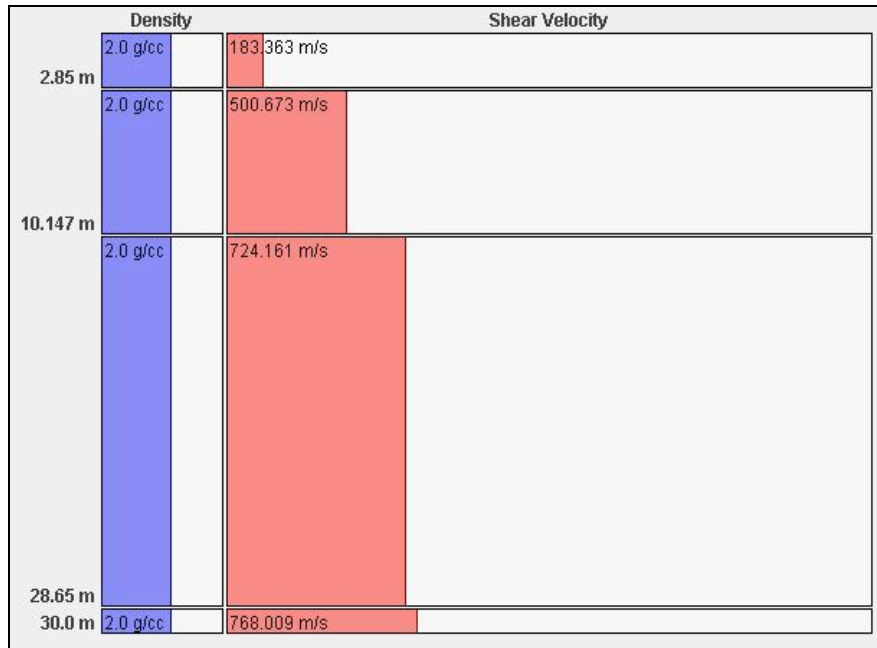 Density Shear Velocity
2.0 g/cc 183.363 m/s
2.85 m
2.0 g/cc 500.673 m/s
10.147 m
2.0 g/cc 724.161 m/s
28.65 m
30.0 m 2.0 g/cc 768.009 m/s